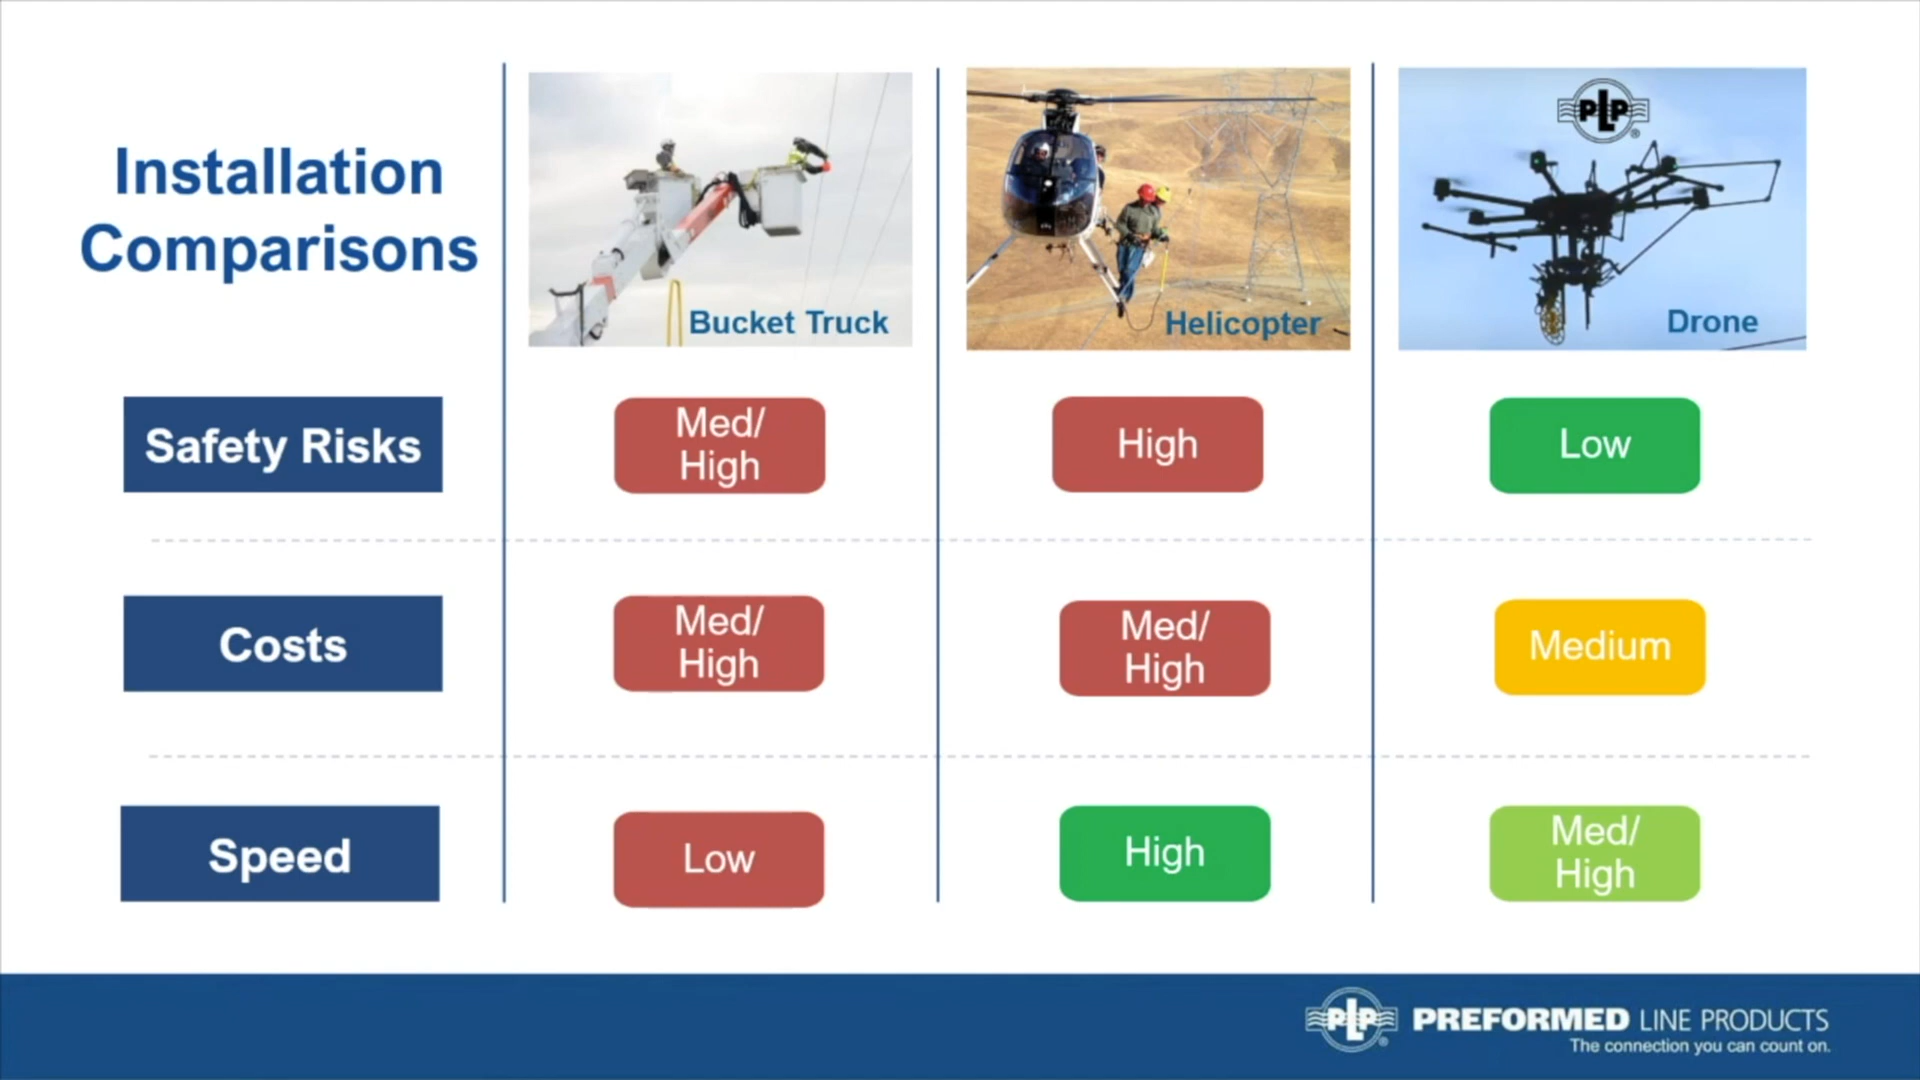 Installation
Comparisons
Bucket Truck
Helicopter
PLP
®
Drone
Safety Risks
Med/
High
High
Low
Costs
Med/
High
Med/
High
Medium
Speed
Low
High
Med/
High
PLP
®
PREFORMED LINE PRODUCTS
The connection you can count on.